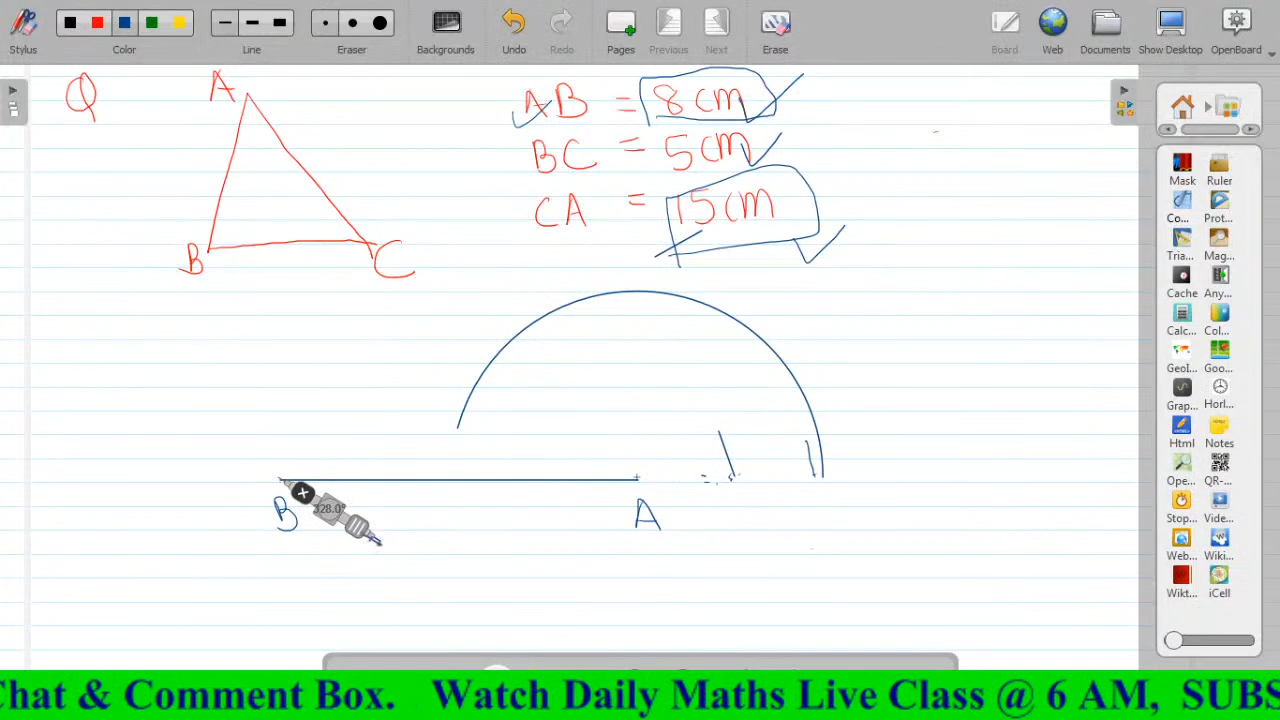 Stylus Color Line Eraser Backgrounds Undo Redo Pages Previous Next Erase Board Web Documents Show Desktop OpenBoard
Q
A
B
C
AB = 8 cm
BC = 5 cm
CA = 15 cm
328.0°
B
A
Mask Ruler
Co... Prot...
Tria... Mag...
Cache Any...
Calc... Col...
GeoI... Goo...
Grap... Horl...
Html Notes
Ope... QR-...
Stop... Vide...
Web... Wiki...
Wikt... iCell
Chat & Comment Box. Watch Daily Maths Live Class @ 6 AM, SUBS